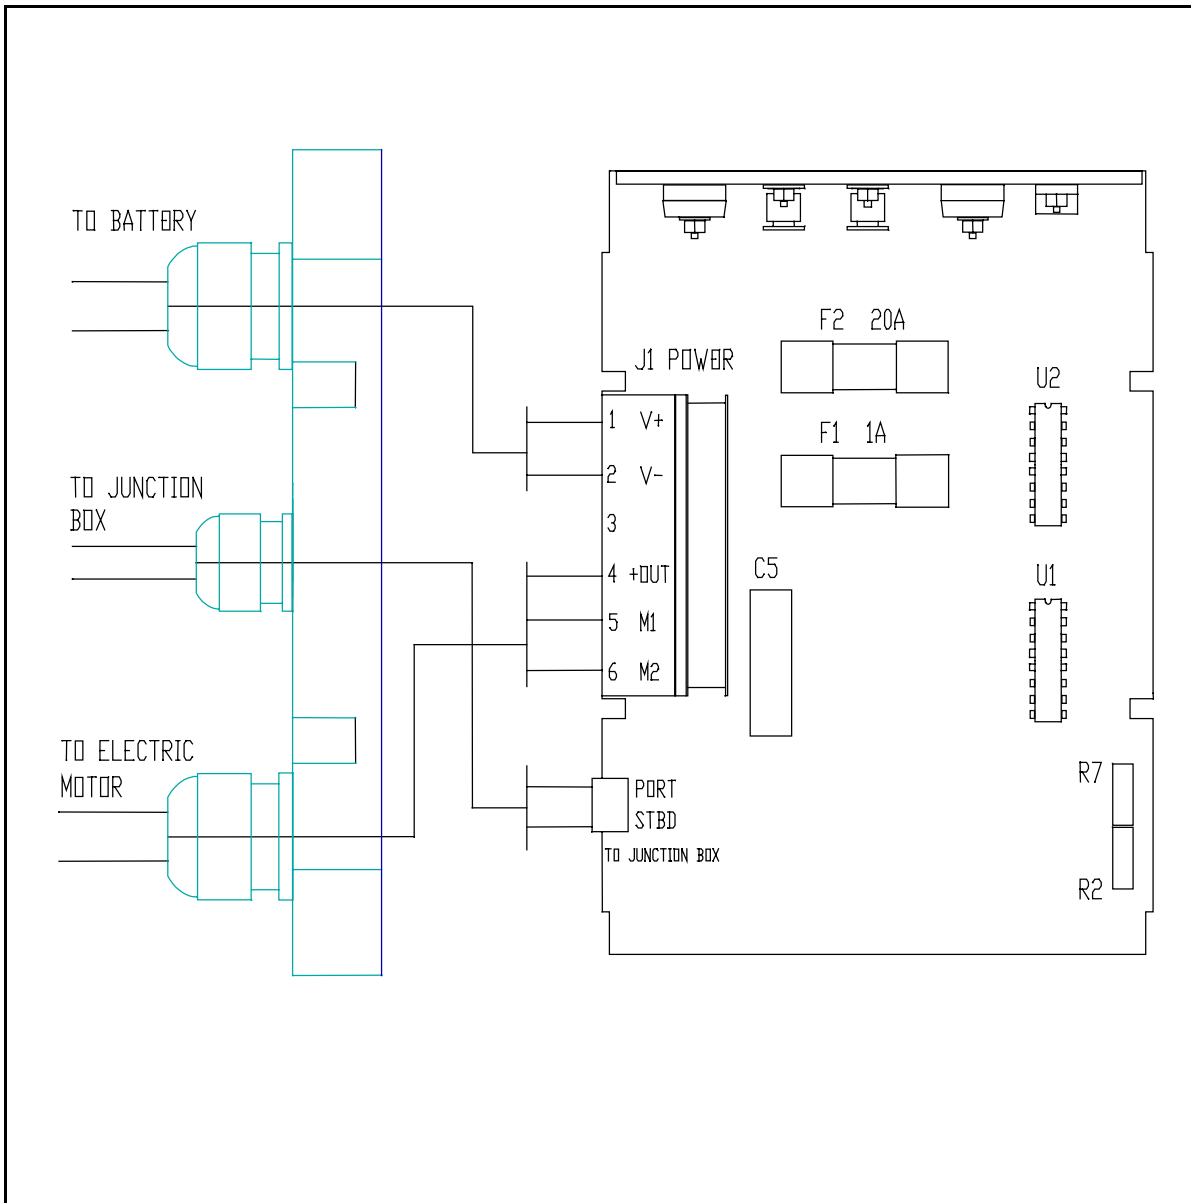 TO BATTERY
TO JUNCTION
BOX
TO ELECTRIC
MOTOR
J1 POWER
1 V+
2 V-
3
4 +OUT
5 M1
6 M2
PORT
STBD
TO JUNCTION BOX
F2 20A
F1 1A
C5
U2
U1
R7
R2